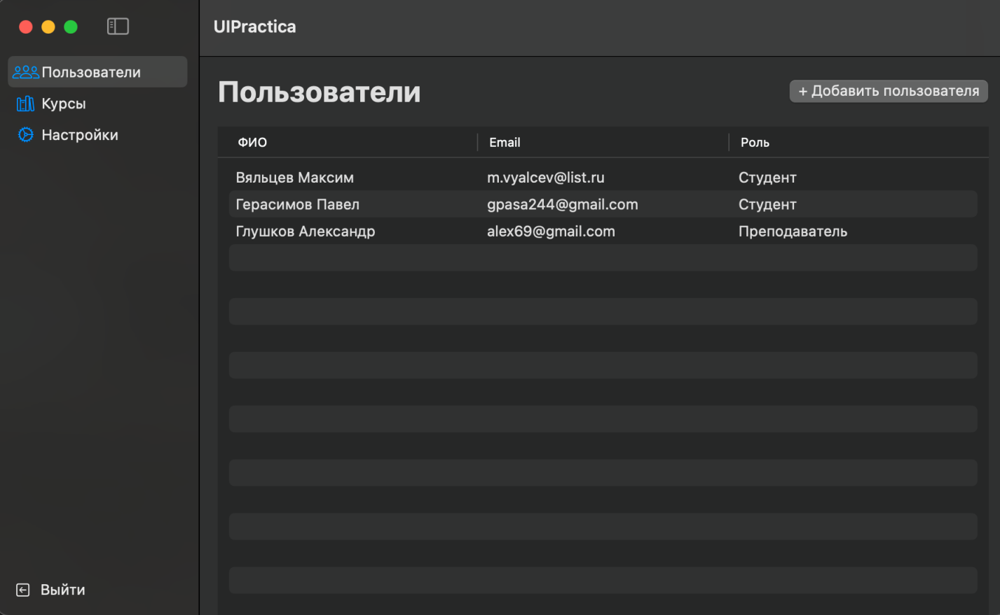 UIPractica
Пользователи
Курсы
Настройки
Выйти
Пользователи
+ Добавить пользователя
ФИО Email Роль
Вяльцев Максим m.vyalcev@list.ru Студент
Герасимов Павел gpasa244@gmail.com Студент
Глушков Александр alex69@gmail.com Преподаватель